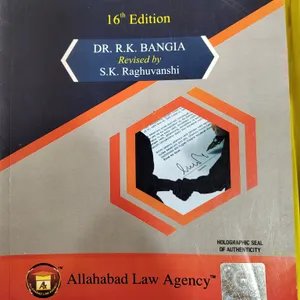 16th Edition
DR. R.K. BANGIA
Revised by
S.K. Raghuvanshi
HOLOGRAPHIC SEAL
OF AUTHENTICITY
Allahabad Law Agency™